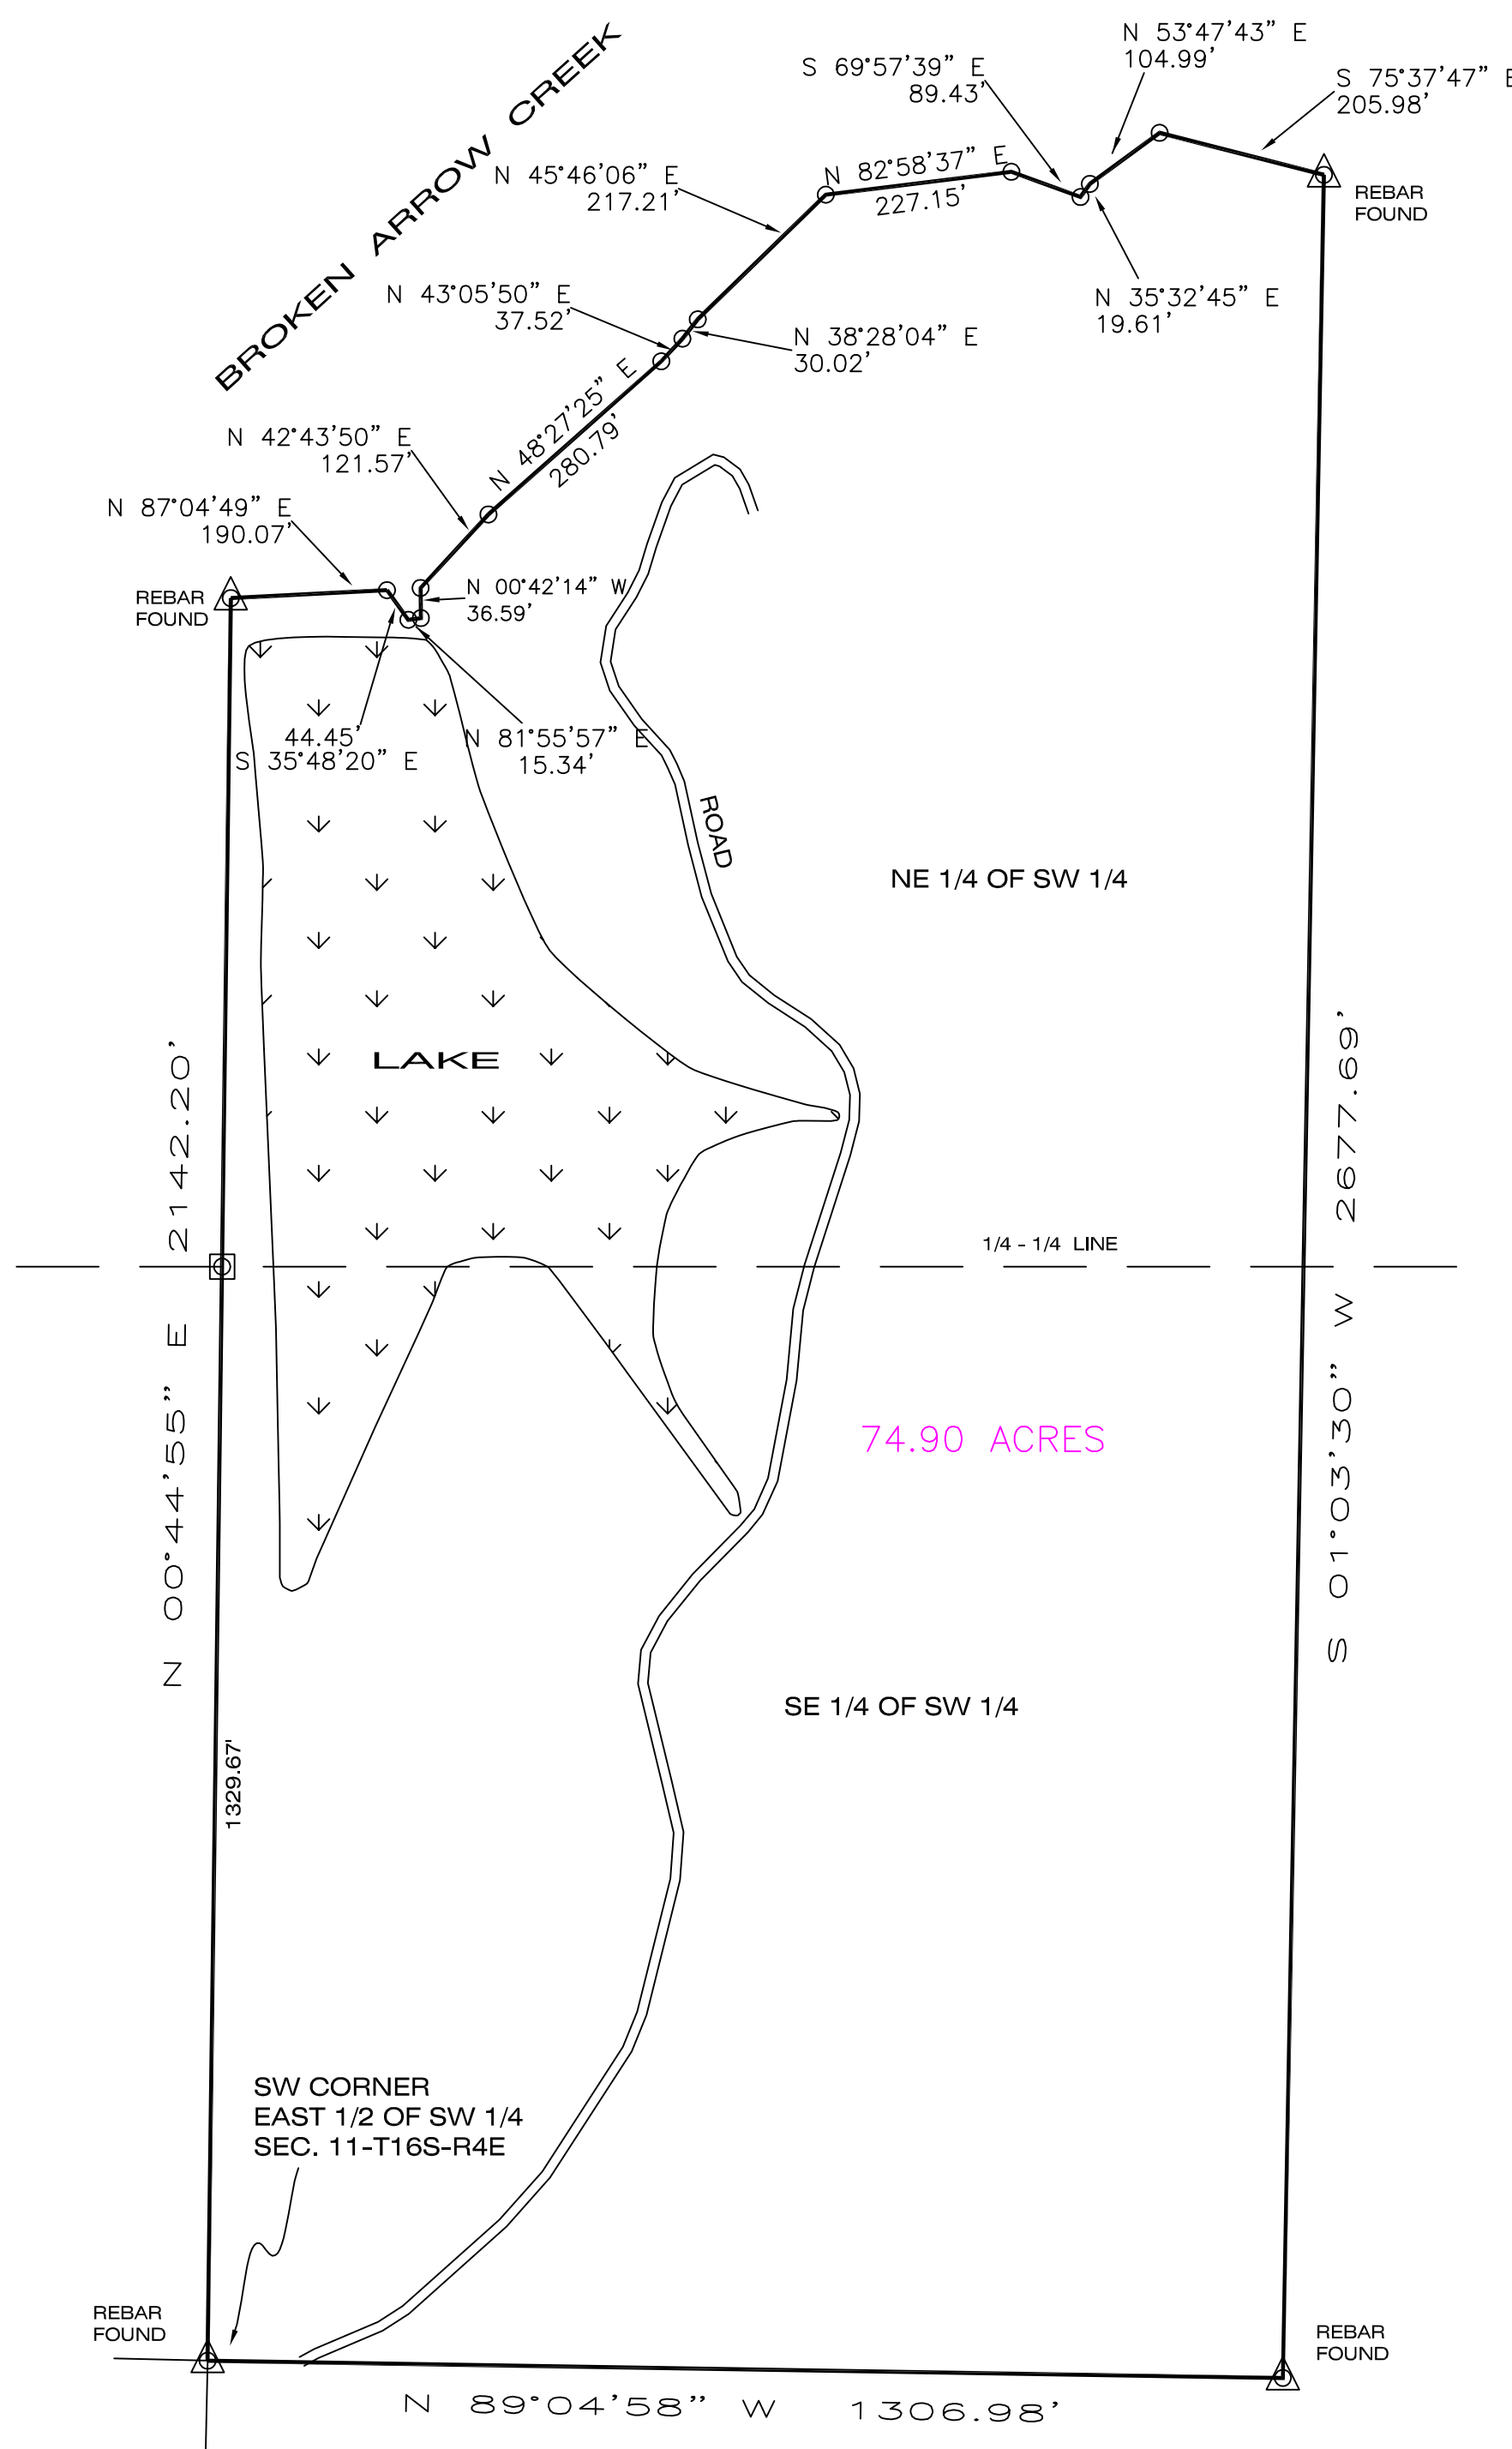 N 53°47'43" E
104.99'
S 69°57'39" E
89.43'
S 75°37'47" E
205.98'
BROKEN ARROW CREEK
N 45°46'06" E
217.21'
N 82°58'37" E
227.15'
REBAR
FOUND
N 43°05'50" E
37.52'
N 35°32'45" E
19.61'
N 38°28'04" E
30.02'
N 48°27'25" E
280.79'
N 42°43'50" E
121.57'
N 87°04'49" E
190.07'
REBAR
FOUND
N 00°42'14" W
36.59'
44.45'
S 35°48'20" E
N 81°55'57" E
15.34'
ROAD
NE 1/4 OF SW 1/4
LAKE
N 00°44'55" E 2142.20'
S 01°03'30" W 2677.69'
1/4 - 1/4 LINE
74.90 ACRES
SE 1/4 OF SW 1/4
1329.67'
SW CORNER
EAST 1/2 OF SW 1/4
SEC. 11-T16S-R4E
REBAR
FOUND
REBAR
FOUND
N 89°04'58" W 1306.98'